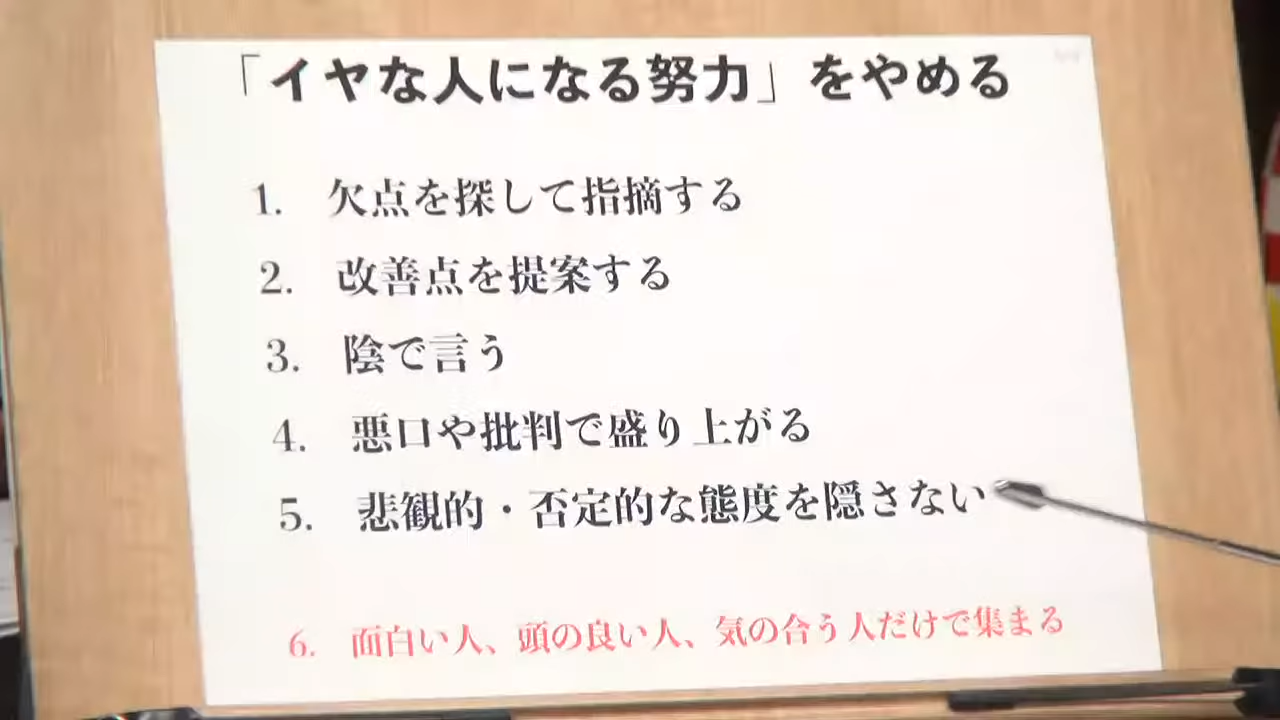 「イヤな人になる努力」をやめる
1. 欠点を探して指摘する
2. 改善点を提案する
3. 陰で言う
4. 悪口や批判で盛り上がる
5. 悲観的・否定的な態度を隠さない
6. 面白い人、頭の良い人、気の合う人だけで集まる